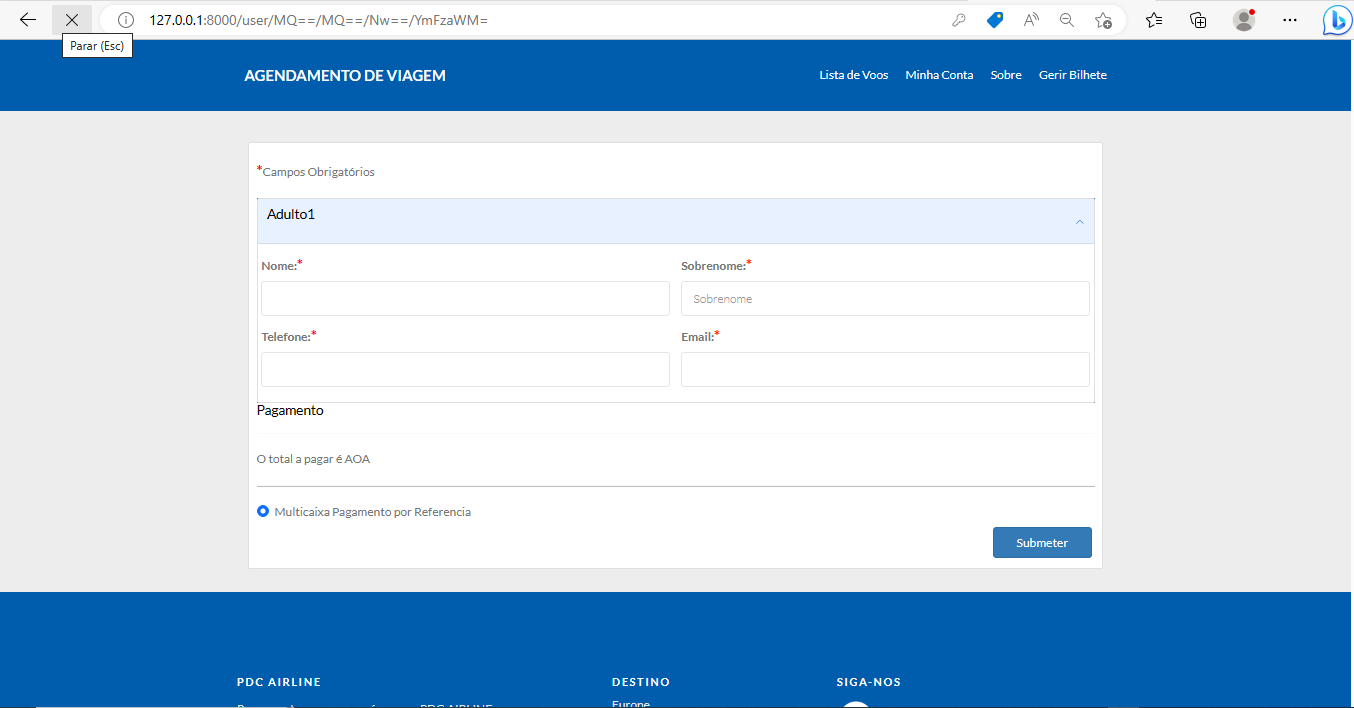 127.0.0.1:8000/user/MQ==/MQ==/Nw==/YmFzaWM=
Parar (Esc)
AGENDAMENTO DE VIAGEM
Lista de Voos Minha Conta Sobre Gerir Bilhete
*Campos Obrigatórios
Adulto1
Nome:* Sobrenome:*
Sobrenome
Telefone:* Email:*
Pagamento
O total a pagar é AOA
Multicaixa Pagamento por Referencia
Submeter
PDC AIRLINE DESTINO SIGA-NOS
PDC AIRLINE Europe